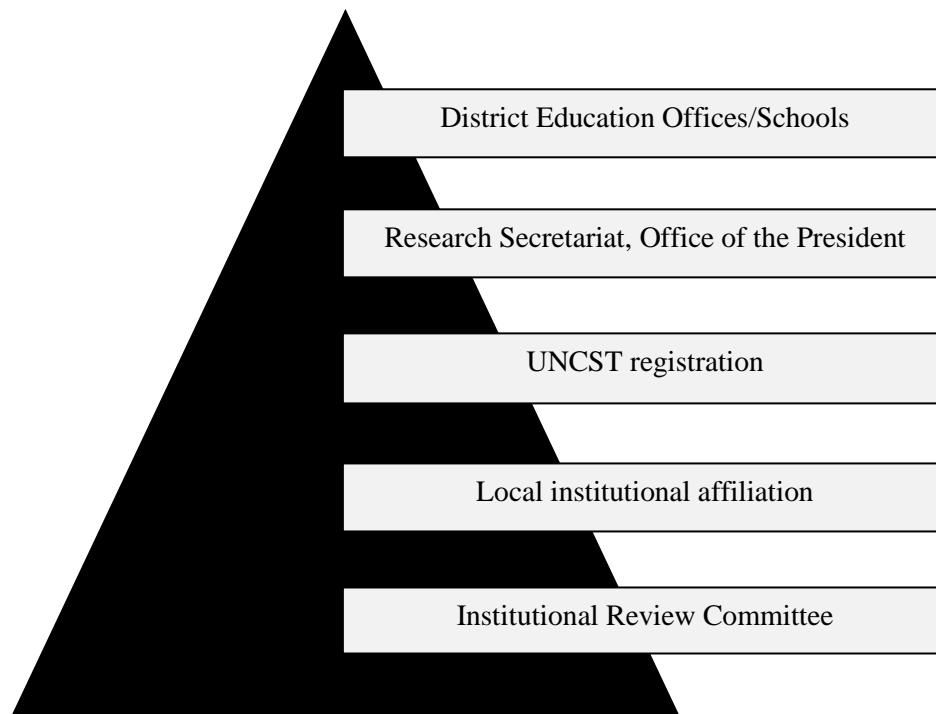 District Education Offices/Schools
Research Secretariat, Office of the President
UNCST registration
Local institutional affiliation
Institutional Review Committee